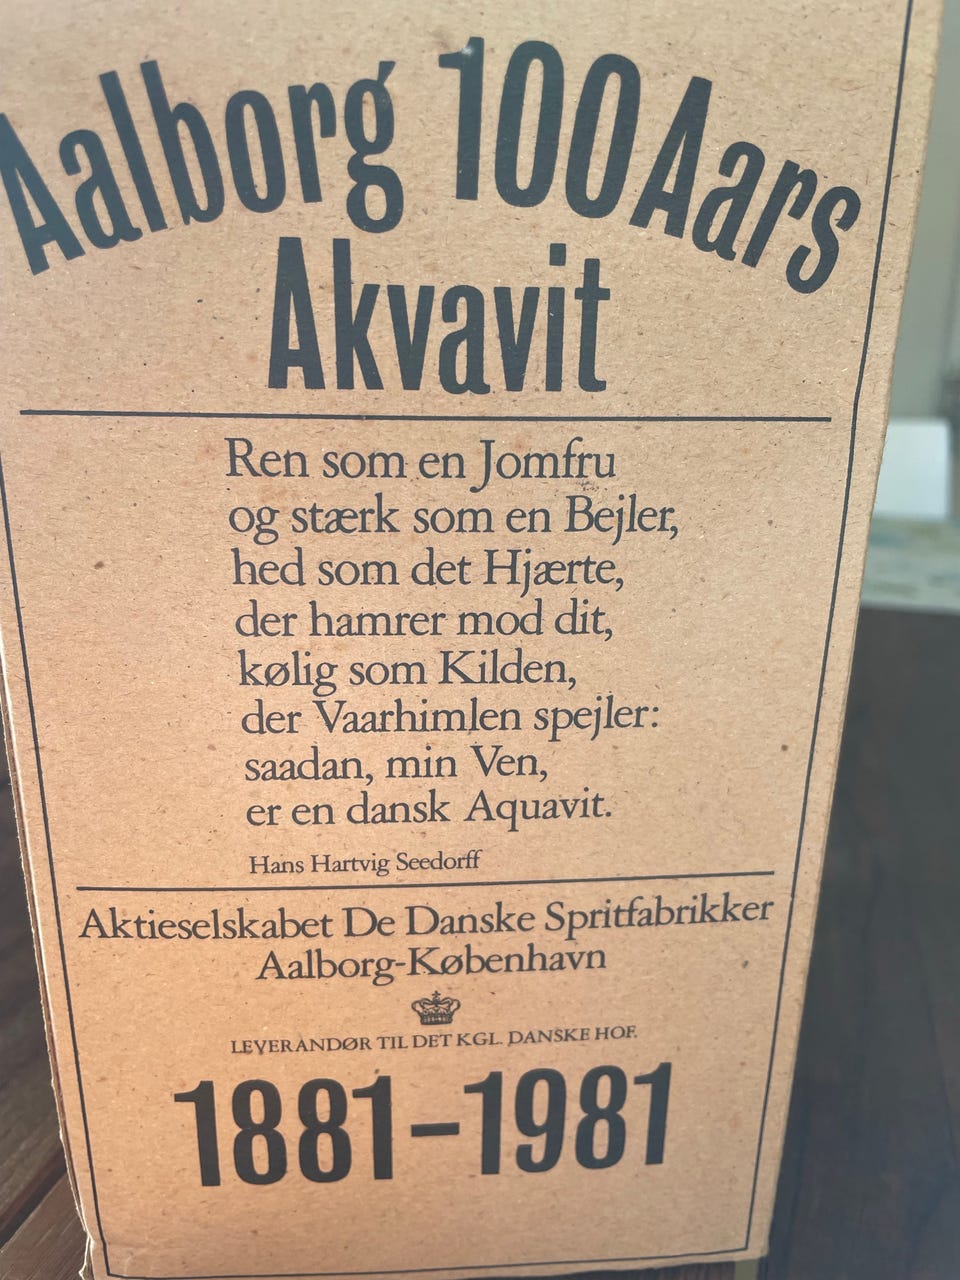 Aalborg 100 Aars
Akvavit
Ren som en Jomfru
og stærk som en Bejler,
hed som det Hjærte,
der hamrer mod dit,
kølig som Kilden,
der Vaarhimlen spejler:
saadan, min Ven,
er en dansk Aquavit.
Hans Hartvig Seedorff
Aktieselskabet De Danske Spritfabrikker
Aalborg-København
LEVERANDØR TIL DET KGL. DANSKE HOF.
1881–1981